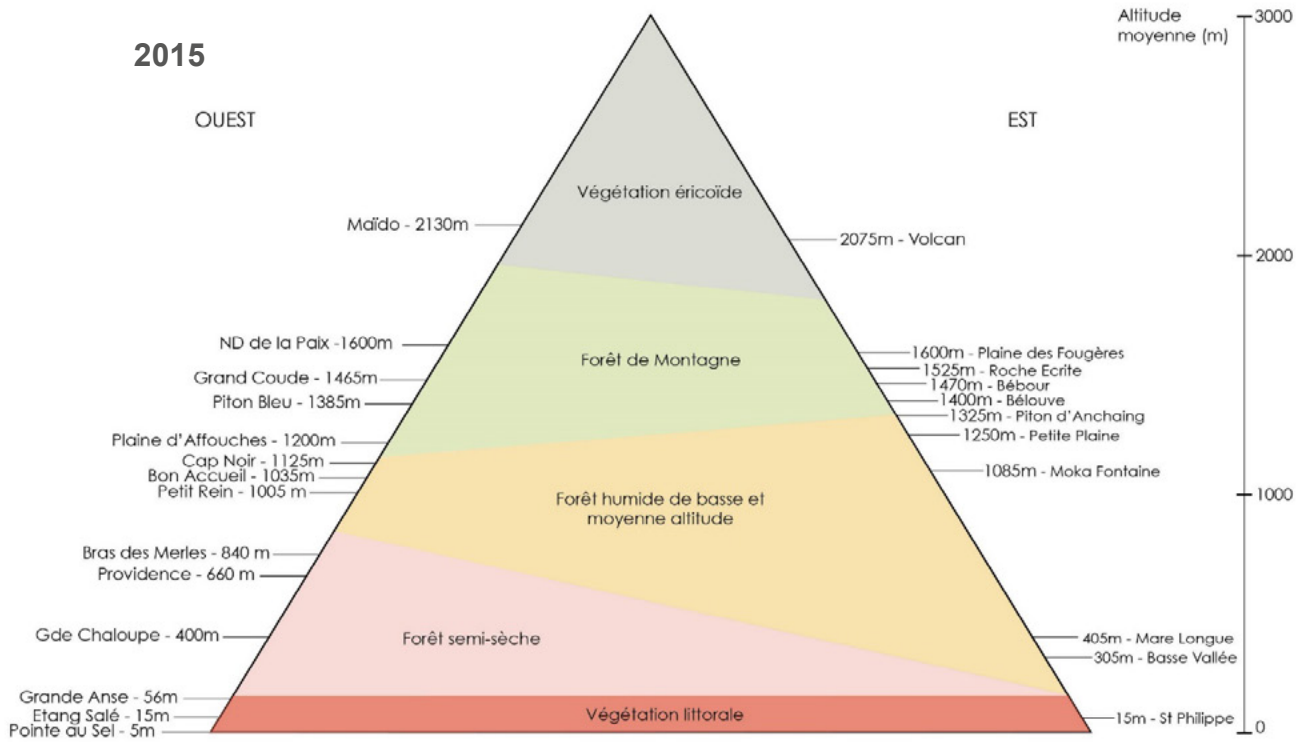 2015
Altitude
moyenne (m)
3000
OUEST
EST
Végétation éricoïde
Maïdo - 2130m
2075m - Volcan
2000
ND de la Paix -1600m
Forêt de Montagne
1600m - Plaine des Fougères
1525m - Roche Ecrite
Grand Coude - 1465m
1470m - Bébour
Piton Bleu - 1385m
1400m - Bélouve
1325m - Piton d'Anchaing
Plaine d'Affouches - 1200m
1250m - Petite Plaine
Cap Noir - 1125m
Bon Accueil - 1035m
1085m - Moka Fontaine
Petit Rein - 1005 m
Forêt humide de basse et
moyenne altitude
1000
Bras des Merles - 840 m
Providence - 660 m
Gde Chaloupe - 400m
Forêt semi-sèche
405m - Mare Longue
305m - Basse Vallée
Grande Anse - 56m
Etang Salé - 15m
Végétation littorale
15m - St Philippe
Pointe au Sel - 5m
0